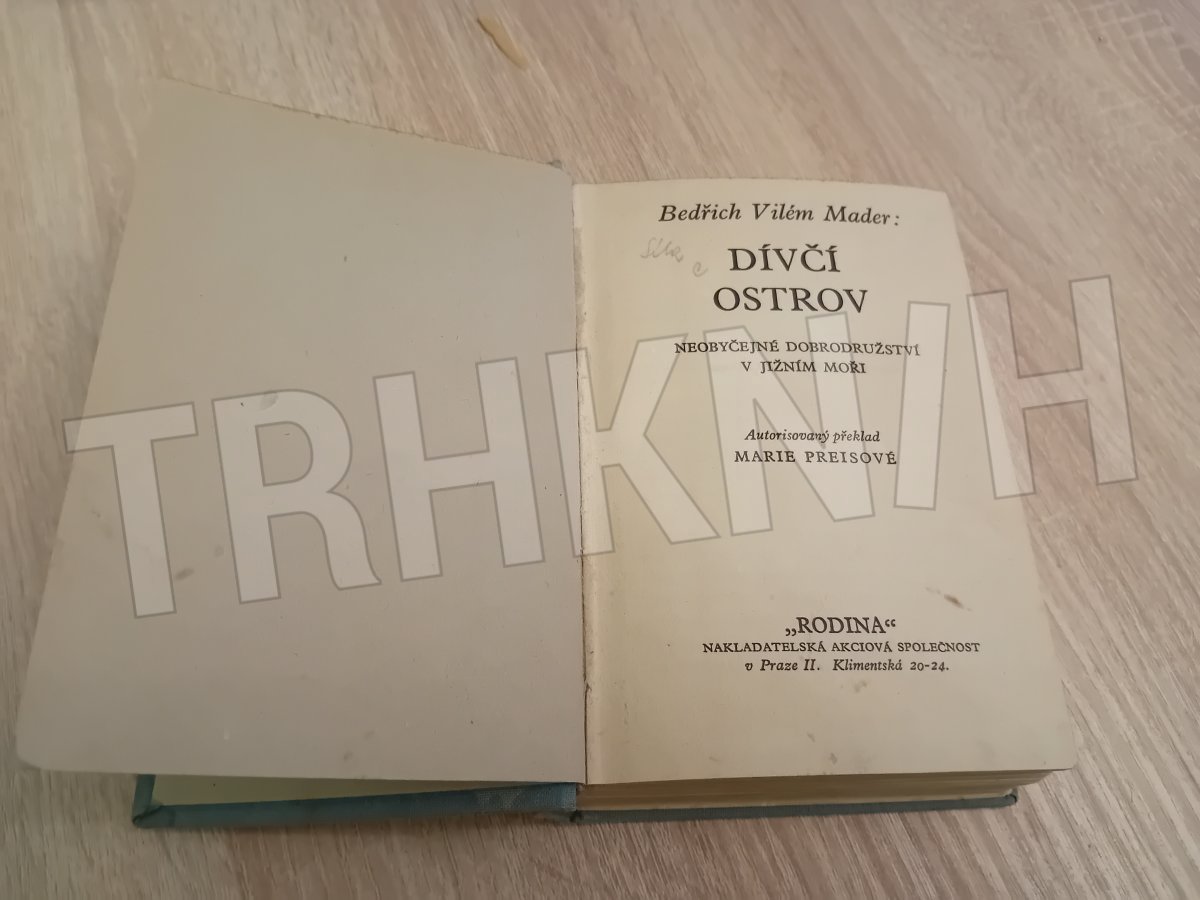 Bedřich Vilém Mader:
DÍVČÍ
OSTROV
NEOBYČEJNÉ DOBRODRUŽSTVÍ
V JIŽNÍM MOŘI
Autorisovaný překlad
MARIE PREISOVÉ
„RODINA“
NAKLADATELSKÁ AKCIOVÁ SPOLEČNOST
v Praze II. Klimentská 20-24.
TRHKNIH